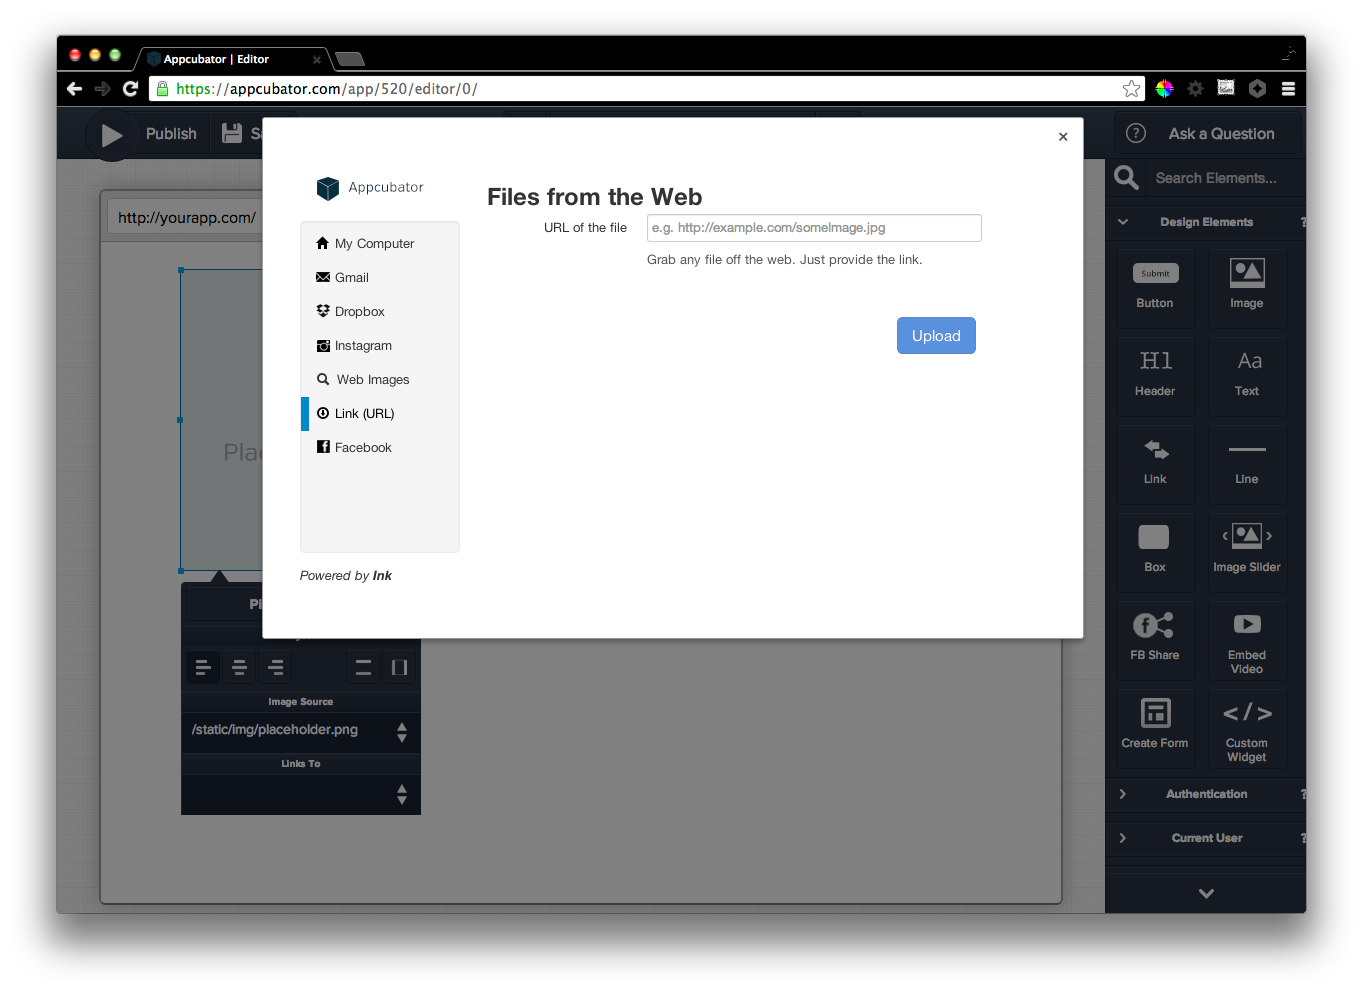 Appcubator | Editor
https://appcubator.com/app/520/editor/0/
Publish
Ask a Question
http://yourapp.com/
Appcubator
My Computer
Gmail
Dropbox
Instagram
Web Images
Link (URL)
Facebook
Powered by Ink
Files from the Web
URL of the file
e.g. http://example.com/someImage.jpg
Grab any file off the web. Just provide the link.
Upload
Image Source
/static/img/placeholder.png
Links To
Search Elements...
Design Elements ?
Submit
Button
Image
H1
Header
Aa
Text
Link
Line
Box
Image Slider
FB Share
Embed
Video
Create Form
</>
Custom
Widget
Authentication ?
Current User ?